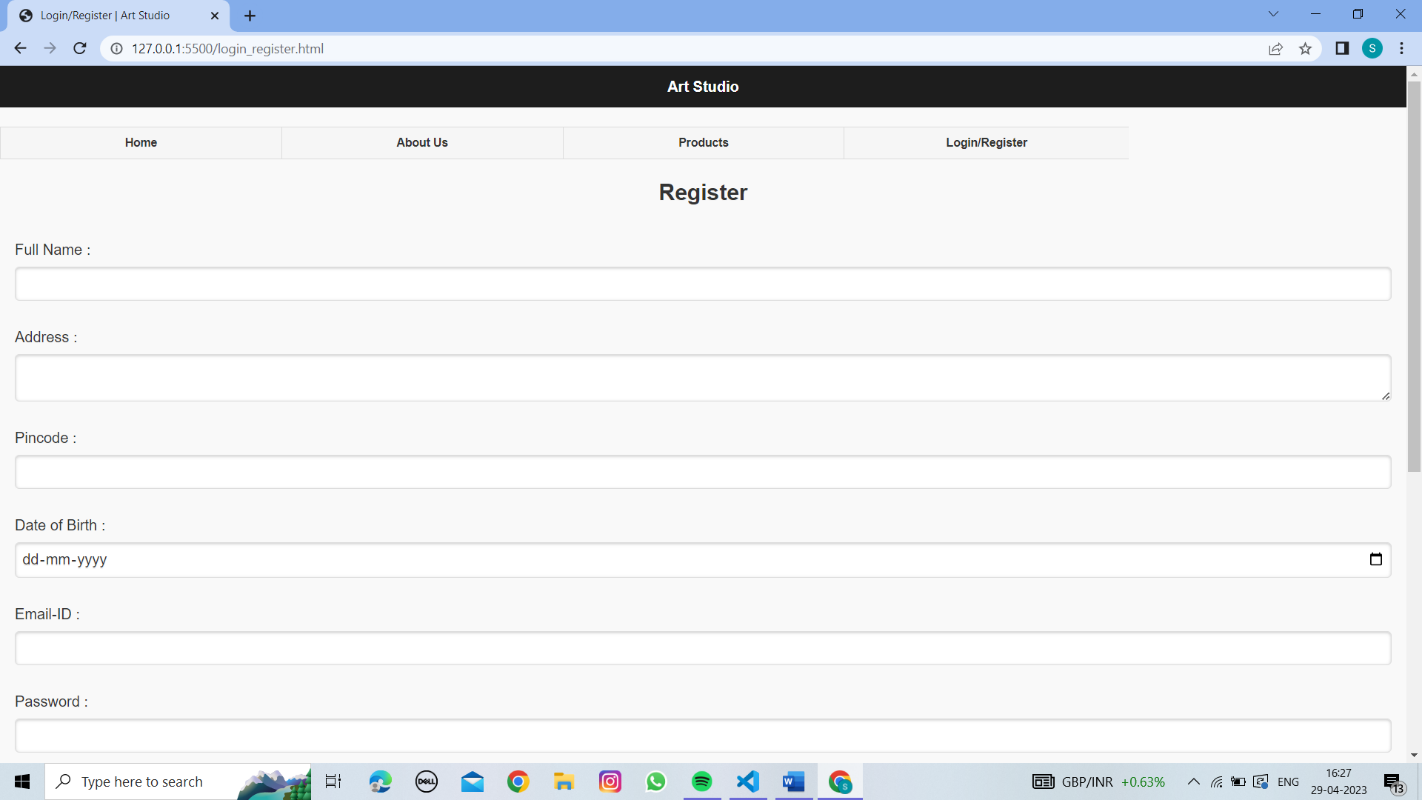 Login/Register | Art Studio
127.0.0.1:5500/login_register.html
S
Art Studio
Home About Us Products Login/Register
Register
Full Name :
Address :
Pincode :
Date of Birth :
dd-mm-yyyy
Email-ID :
Password :
Type here to search DELL W S GBP/INR +0.63% ENG 16:27
29-04-2023 13